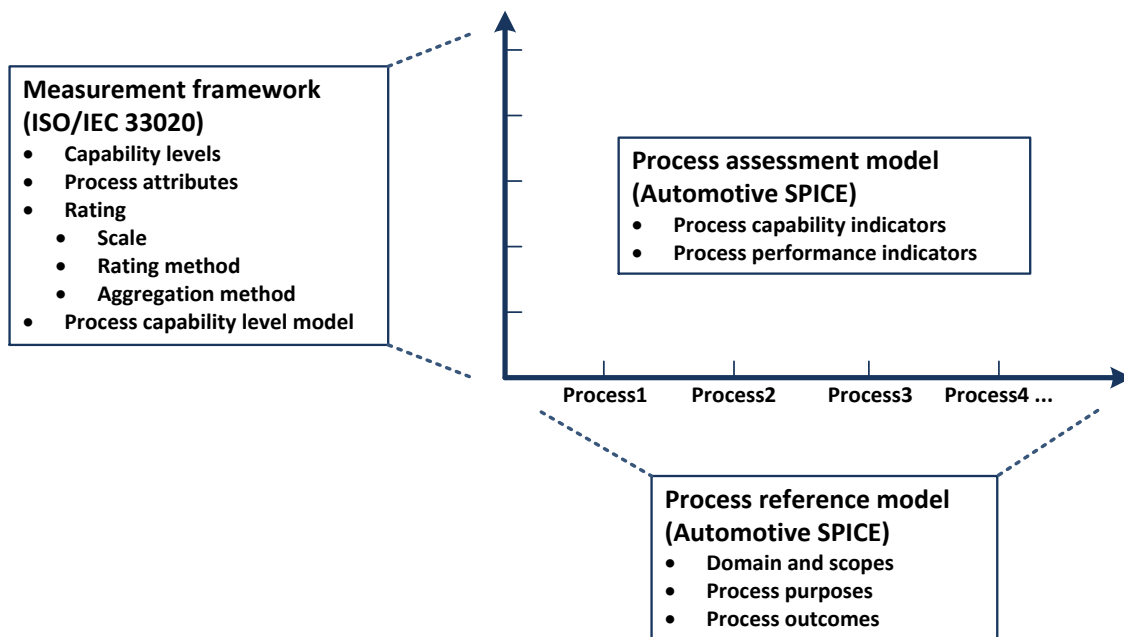 Measurement framework
(ISO/IEC 33020)
• Capability levels
• Process attributes
• Rating
• Scale
• Rating method
• Aggregation method
• Process capability level model
Process assessment model
(Automotive SPICE)
• Process capability indicators
• Process performance indicators
Process1 Process2 Process3 Process4 ...
Process reference model
(Automotive SPICE)
• Domain and scopes
• Process purposes
• Process outcomes